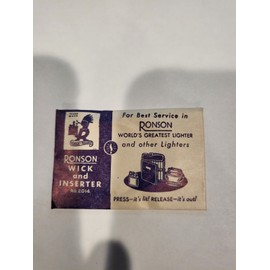 RONSON
WICK
and
INSERTER
For Best Service in
RONSON
WORLD'S GREATEST LIGHTER
and other Lighters
PRESS—it's lit! RELEASE—it's out!